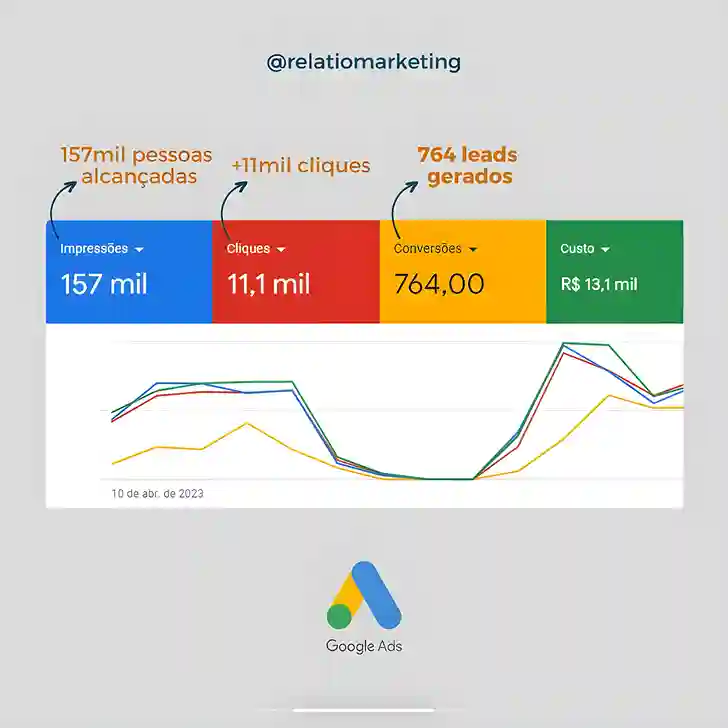 @relatiomarketing
157mil pessoas
alcançadas
+11mil cliques
764 leads
gerados
Impressões
157 mil
Cliques
11,1 mil
Conversões
764,00
Custo
R$ 13,1 mil
10 de abr. de 2023
Google Ads